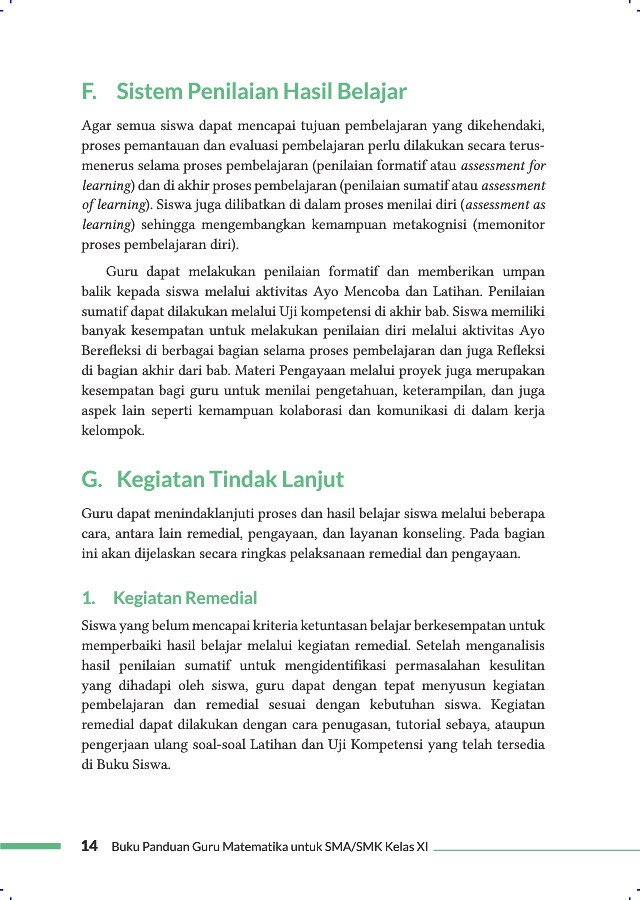 F. Sistem Penilaian Hasil Belajar
Agar semua siswa dapat mencapai tujuan pembelajaran yang dikehendaki,
proses pemantauan dan evaluasi pembelajaran perlu dilakukan secara terus-
menerus selama proses pembelajaran (penilaian formatif atau assessment for
learning) dan di akhir proses pembelajaran (penilaian sumatif atau assessment
of learning). Siswa juga dilibatkan di dalam proses menilai diri (assessment as
learning) sehingga mengembangkan kemampuan metakognisi (memonitor
proses pembelajaran diri).
Guru dapat melakukan penilaian formatif dan memberikan umpan
balik kepada siswa melalui aktivitas Ayo Mencoba dan Latihan. Penilaian
sumatif dapat dilakukan melalui Uji kompetensi di akhir bab. Siswa memiliki
banyak kesempatan untuk melakukan penilaian diri melalui aktivitas Ayo
Berefleksi di berbagai bagian selama proses pembelajaran dan juga Refleksi
di bagian akhir dari bab. Materi Pengayaan melalui proyek juga merupakan
kesempatan bagi guru untuk menilai pengetahuan, keterampilan, dan juga
aspek lain seperti kemampuan kolaborasi dan komunikasi di dalam kerja
kelompok.
G. Kegiatan Tindak Lanjut
Guru dapat menindaklanjuti proses dan hasil belajar siswa melalui beberapa
cara, antara lain remedial, pengayaan, dan layanan konseling. Pada bagian
ini akan dijelaskan secara ringkas pelaksanaan remedial dan pengayaan.
1. Kegiatan Remedial
Siswa yang belum mencapai kriteria ketuntasan belajar berkesempatan untuk
memperbaiki hasil belajar melalui kegiatan remedial. Setelah menganalisis
hasil penilaian sumatif untuk mengidentifikasi permasalahan kesulitan
yang dihadapi oleh siswa, guru dapat dengan tepat menyusun kegiatan
pembelajaran dan remedial sesuai dengan kebutuhan siswa. Kegiatan
remedial dapat dilakukan dengan cara penugasan, tutorial sebaya, ataupun
pengerjaan ulang soal-soal Latihan dan Uji Kompetensi yang telah tersedia
di Buku Siswa.
14 Buku Panduan Guru Matematika untuk SMA/SMK Kelas XI